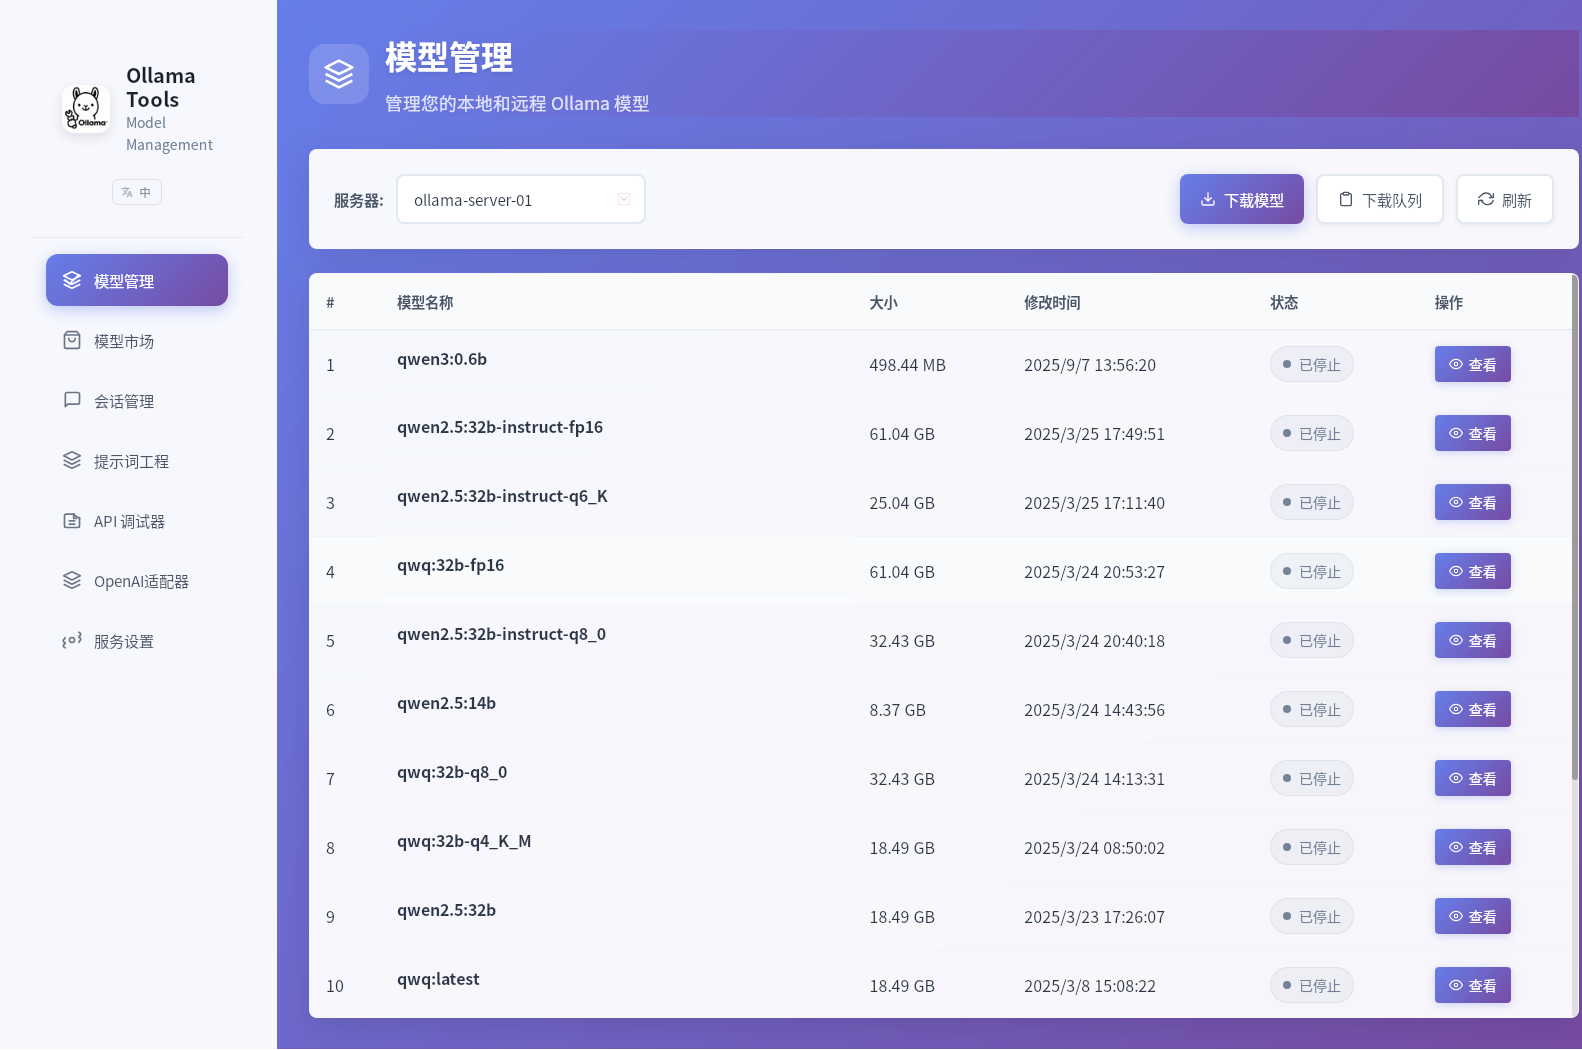 Ollama
Tools
Model
Management
Ollama
中
模型管理
模型市场
会话管理
提示词工程
API 调试器
OpenAI适配器
服务设置
模型管理
管理您的本地和远程 Ollama 模型
服务器: ollama-server-01 下载模型 下载队列 刷新
# 模型名称 大小 修改时间 状态 操作
1 qwen3:0.6b 498.44 MB 2025/9/7 13:56:20 已停止 查看
2 qwen2.5:32b-instruct-fp16 61.04 GB 2025/3/25 17:49:51 已停止 查看
3 qwen2.5:32b-instruct-q6_K 25.04 GB 2025/3/25 17:11:40 已停止 查看
4 qwq:32b-fp16 61.04 GB 2025/3/24 20:53:27 已停止 查看
5 qwen2.5:32b-instruct-q8_0 32.43 GB 2025/3/24 20:40:18 已停止 查看
6 qwen2.5:14b 8.37 GB 2025/3/24 14:43:56 已停止 查看
7 qwq:32b-q8_0 32.43 GB 2025/3/24 14:13:31 已停止 查看
8 qwq:32b-q4_K_M 18.49 GB 2025/3/24 08:50:02 已停止 查看
9 qwen2.5:32b 18.49 GB 2025/3/23 17:26:07 已停止 查看
10 qwq:latest 18.49 GB 2025/3/8 15:08:22 已停止 查看